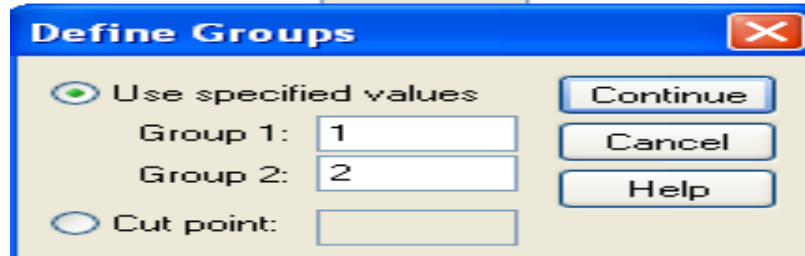 Define Groups
Use specified values
Continue
Group 1: 1
Cancel
Group 2: 2
Help
Cut point: